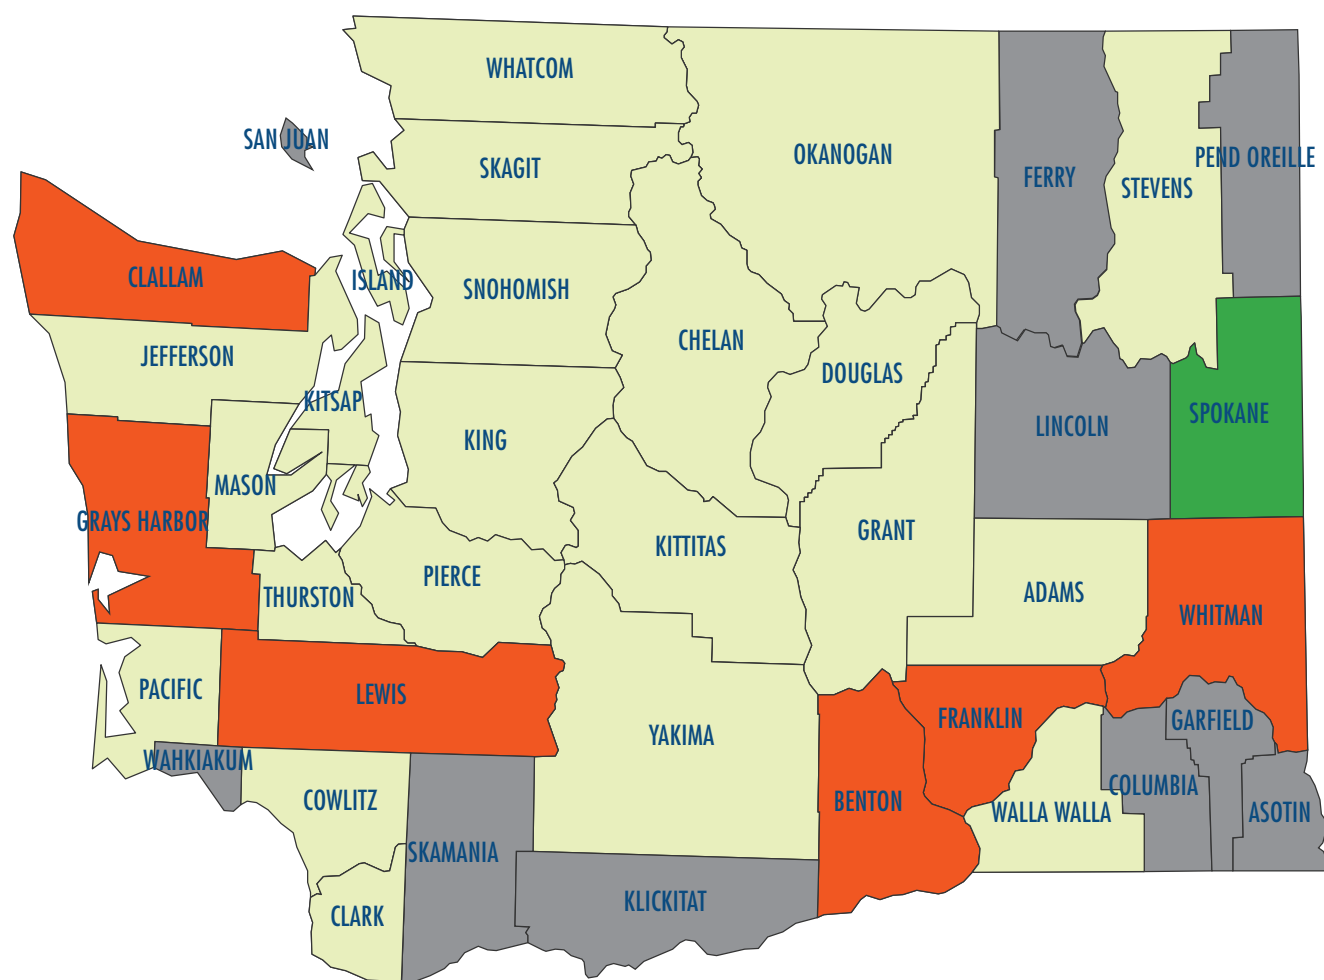 WHATCOM
SAN JUAN
SKAGIT
OKANOGAN
FERRY
STEVENS
PEND OREILLE
CLALLAM
ISLAND
SNOHOMISH
JEFFERSON
CHELAN
DOUGLAS
KITSAP
KING
LINCOLN
SPOKANE
MASON
GRAYS HARBOR
KITTITAS
GRANT
THURSTON
PIERCE
ADAMS
WHITMAN
PACIFIC
LEWIS
YAKIMA
FRANKLIN
GARFIELD
WAHKIAKUM
COWLITZ
BENTON
WALLA WALLA
COLUMBIA
ASOTIN
SKAMANIA
CLARK
KLICKITAT